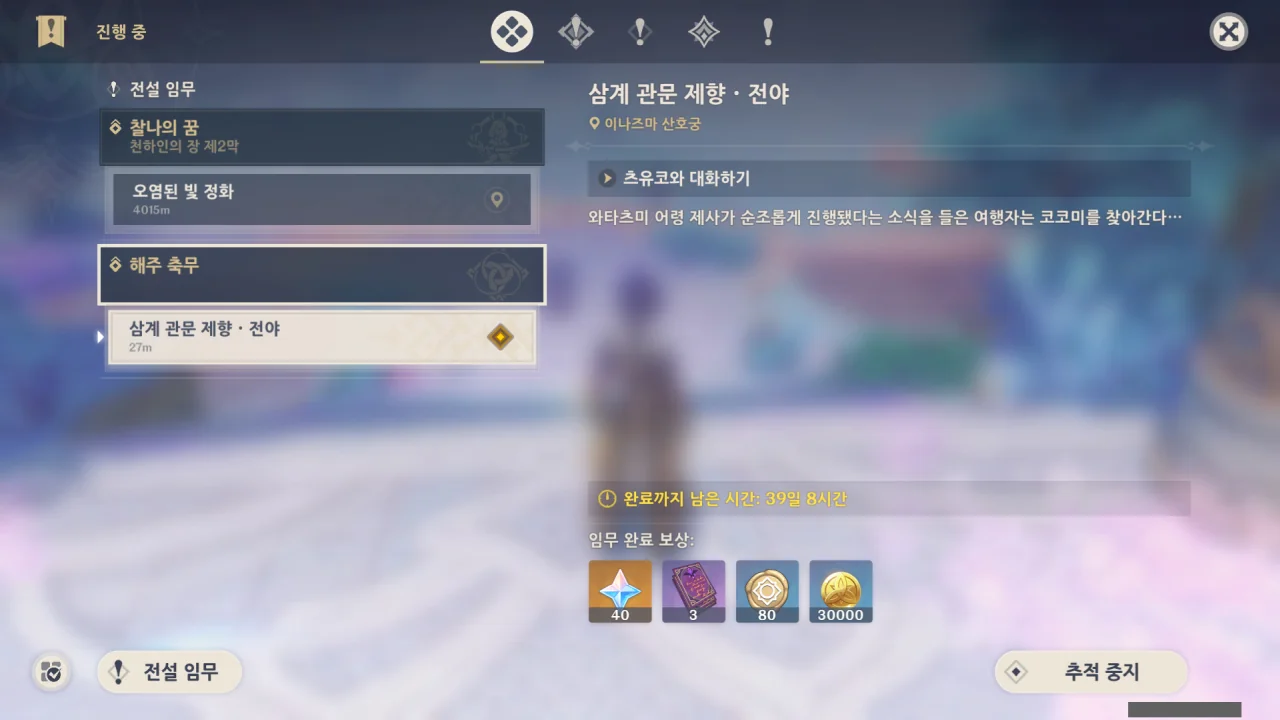 진행 중
전설 임무
찰나의 꿈
천하인의 장 제2막
오염된 빛 정화
4015m
해주 축무
삼계 관문 제향 · 전야
27m
삼계 관문 제향 · 전야
이나즈마 산호궁
츠유코와 대화하기
와타츠미 어령 제사가 순조롭게 진행됐다는 소식을 들은 여행자는 코코미를 찾아간다…
완료까지 남은 시간: 39일 8시간
임무 완료 보상:
40
3
80
30000
전설 임무
추적 중지